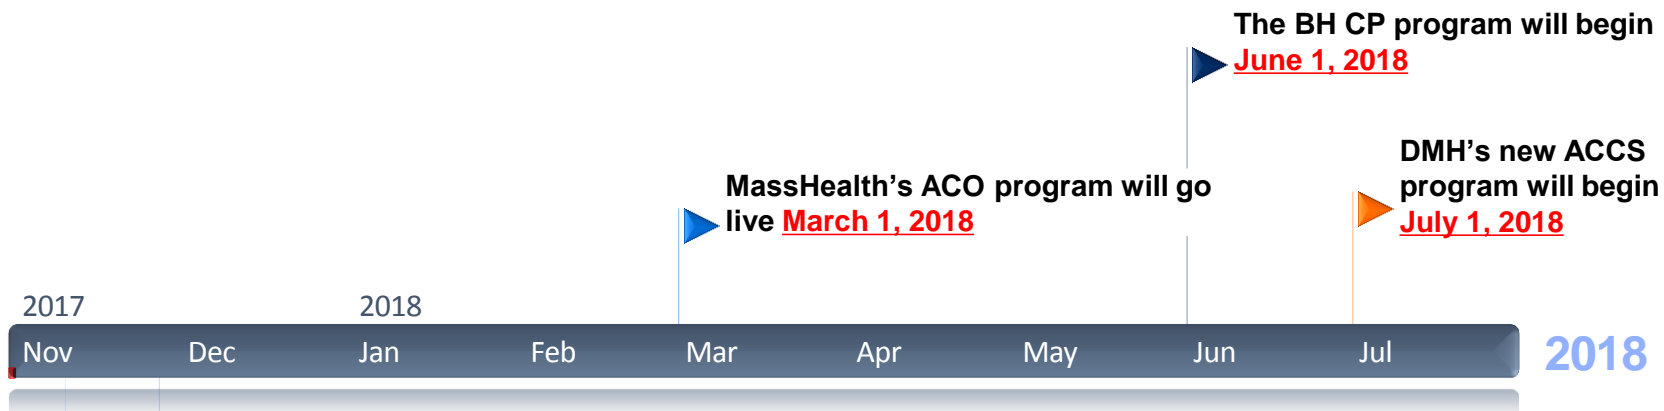 The BH CP program will begin
June 1, 2018
DMH's new ACCS
program will begin
July 1, 2018
MassHealth's ACO program will go
live March 1, 2018
2017 2018
Nov Dec Jan Feb Mar Apr May Jun Jul 2018